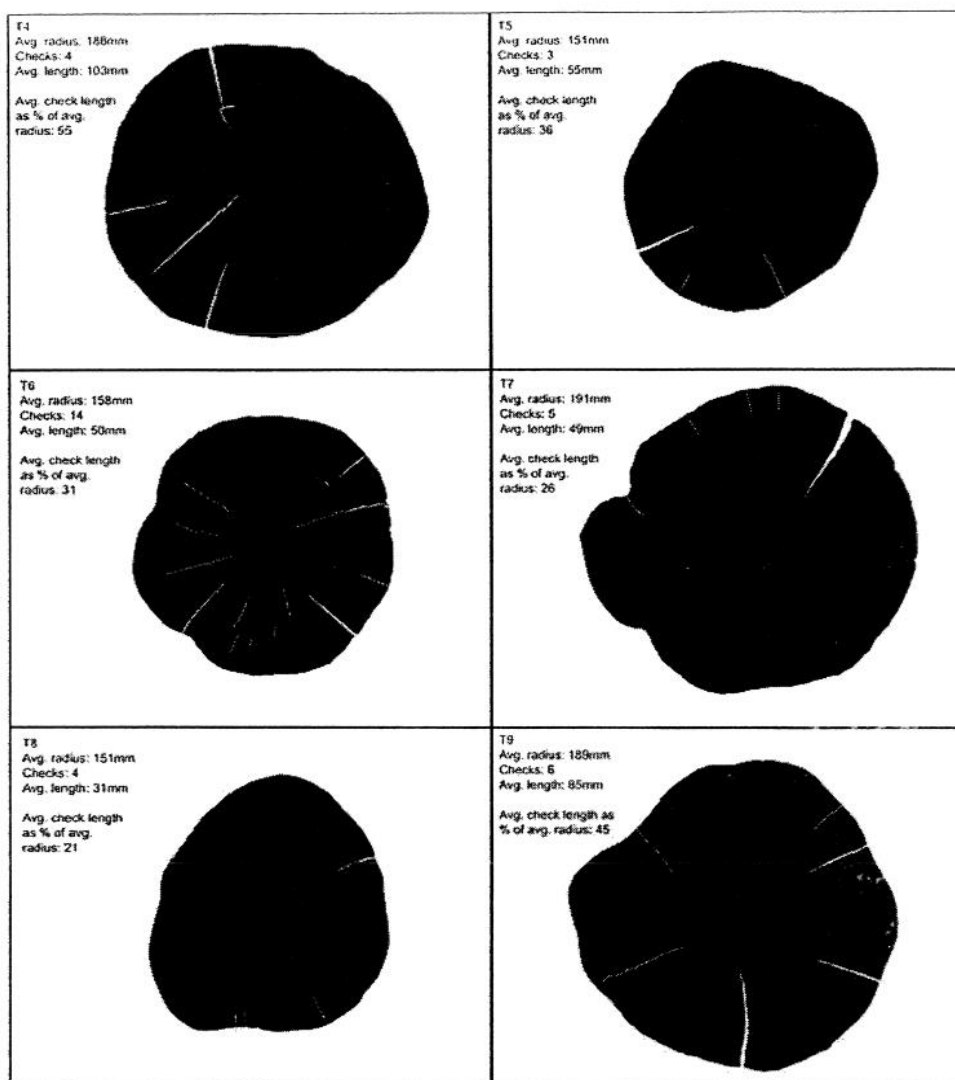 T4
Avg. radius: 188mm
Checks: 4
Avg. length: 103mm
Avg. check length
as % of avg.
radius: 55
T5
Avg. radius: 151mm
Checks: 3
Avg. length: 55mm
Avg. check length
as % of avg.
radius: 36
T6
Avg. radius: 158mm
Checks: 14
Avg. length: 50mm
Avg. check length
as % of avg.
radius: 31
T7
Avg. radius: 191mm
Checks: 5
Avg. length: 49mm
Avg. check length
as % of avg.
radius: 26
T8
Avg. radius: 151mm
Checks: 4
Avg. length: 31mm
Avg. check length
as % of avg.
radius: 21
T9
Avg. radius: 189mm
Checks: 6
Avg. length: 85mm
Avg. check length as
% of avg. radius: 45